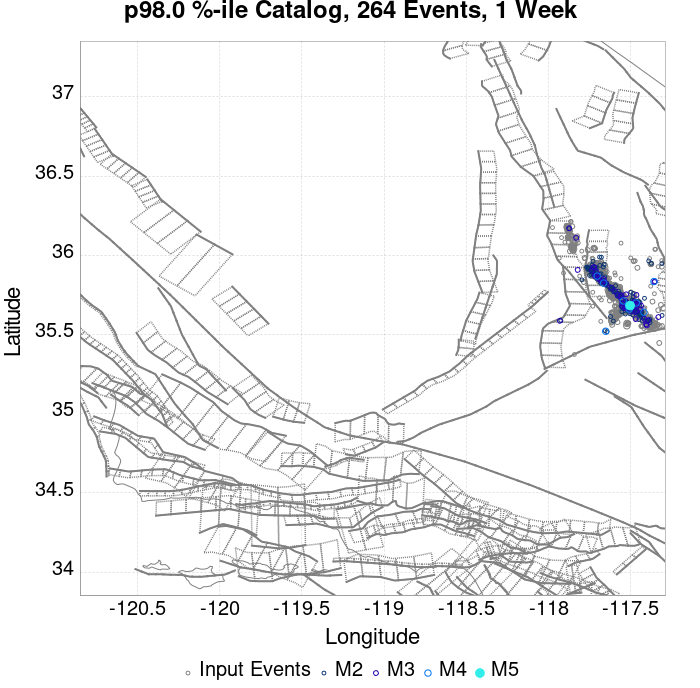 p98.0 %-ile Catalog, 264 Events, 1 Week
37
36.5
36
35.5
35
34.5
34
Latitude
-120.5 -120 -119.5 -119 -118.5 -118 -117.5
Longitude
Input Events M2 M3 M4 M5